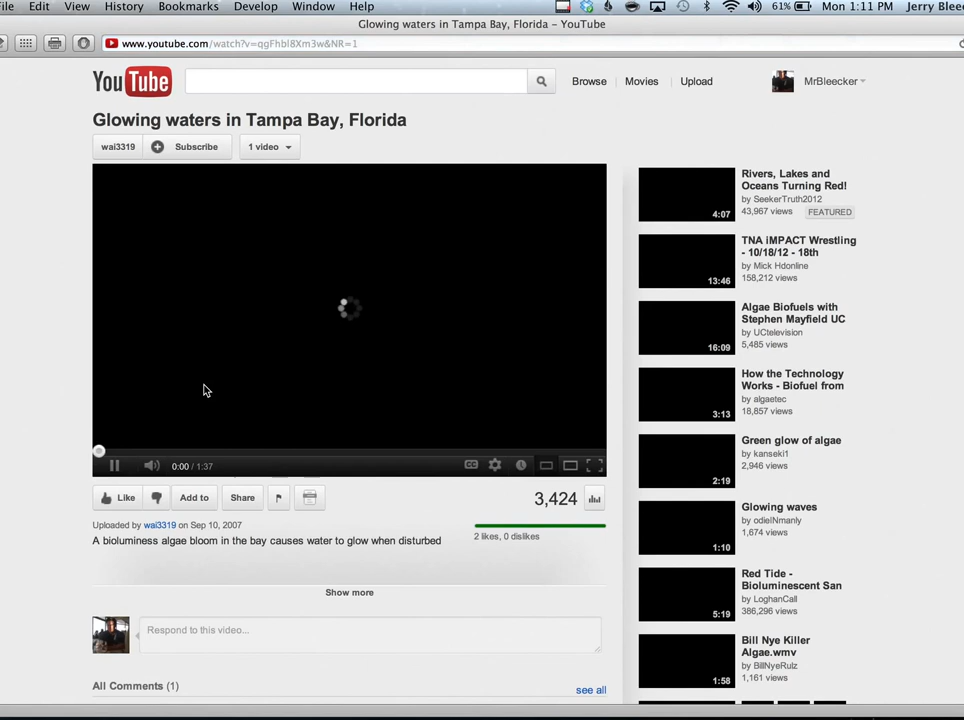 File Edit View History Bookmarks Develop Window Help 61% Mon 1:11 PM Jerry Blee
Glowing waters in Tampa Bay, Florida – YouTube
www.youtube.com/watch?v=qgFhbl8Xm3w&NR=1
YouTube Browse Movies Upload MrBleecker
Glowing waters in Tampa Bay, Florida
wai3319 Subscribe 1 video
0:00 / 1:37 CC
Like Add to Share 3,424
Uploaded by wai3319 on Sep 10, 2007
2 likes, 0 dislikes
A bioluminess algae bloom in the bay causes water to glow when disturbed
Show more
Respond to this video...
All Comments (1) see all
4:07
Rivers, Lakes and
Oceans Turning Red!
by SeekerTruth2012
43,967 views FEATURED
13:46
TNA iMPACT Wrestling
- 10/18/12 - 18th
by Mick Hdonline
158,212 views
16:09
Algae Biofuels with
Stephen Mayfield UC
by UCtelevision
5,485 views
3:13
How the Technology
Works - Biofuel from
by algaetec
18,857 views
2:19
Green glow of algae
by kanseki1
2,946 views
1:10
Glowing waves
by odielNmanly
1,674 views
5:19
Red Tide -
Bioluminescent San
by LoghanCall
386,296 views
1:58
Bill Nye Killer
Algae.wmv
by BillNyeRulz
1,161 views